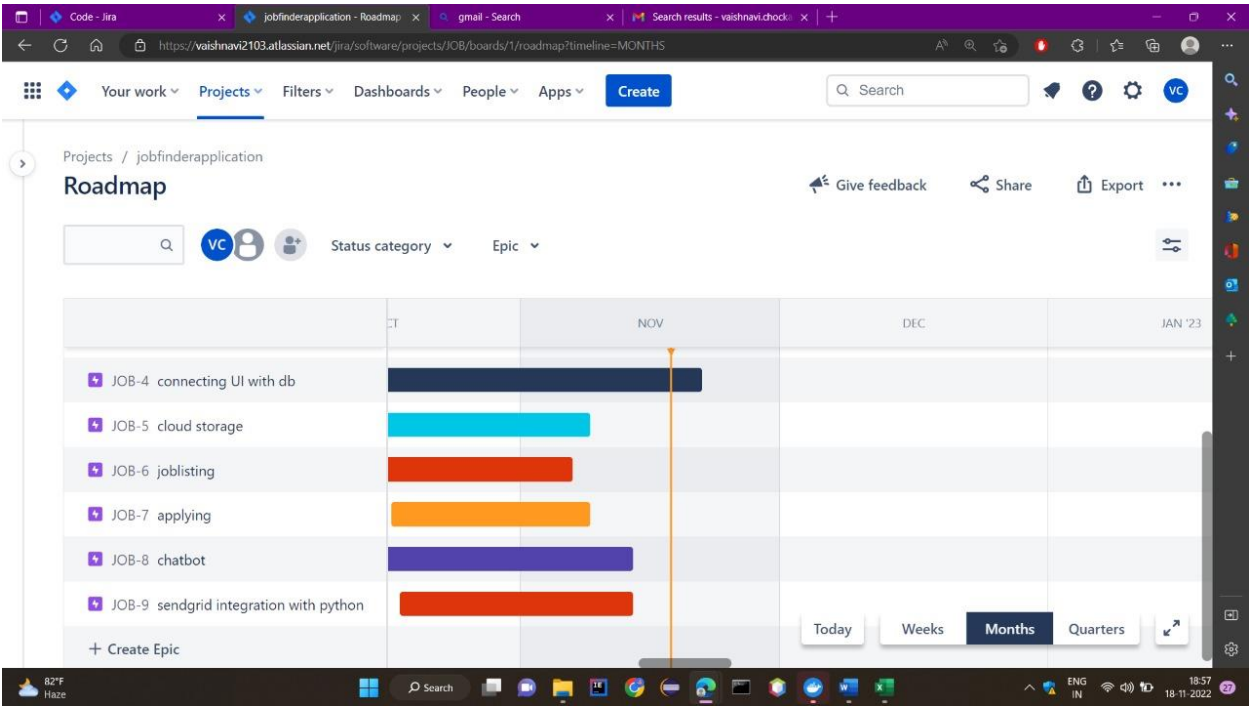 Code - Jira
jobfinderapplication - Roadmap
gmail - Search
Search results - vaishnavi.chocka
https://vaishnavi2103.atlassian.net/jira/software/projects/JOB/boards/1/roadmap?timeline=MONTHS
Your work Projects Filters Dashboards People Apps Create Search VC
Projects / jobfinderapplication
Roadmap
Give feedback Share Export
VC Status category Epic
CT NOV DEC JAN '23
JOB-4 connecting UI with db
JOB-5 cloud storage
JOB-6 joblisting
JOB-7 applying
JOB-8 chatbot
JOB-9 sendgrid integration with python
Today Weeks Months Quarters
+ Create Epic
82°F
Haze
Search
ENG
IN
18:57
18-11-2022
27